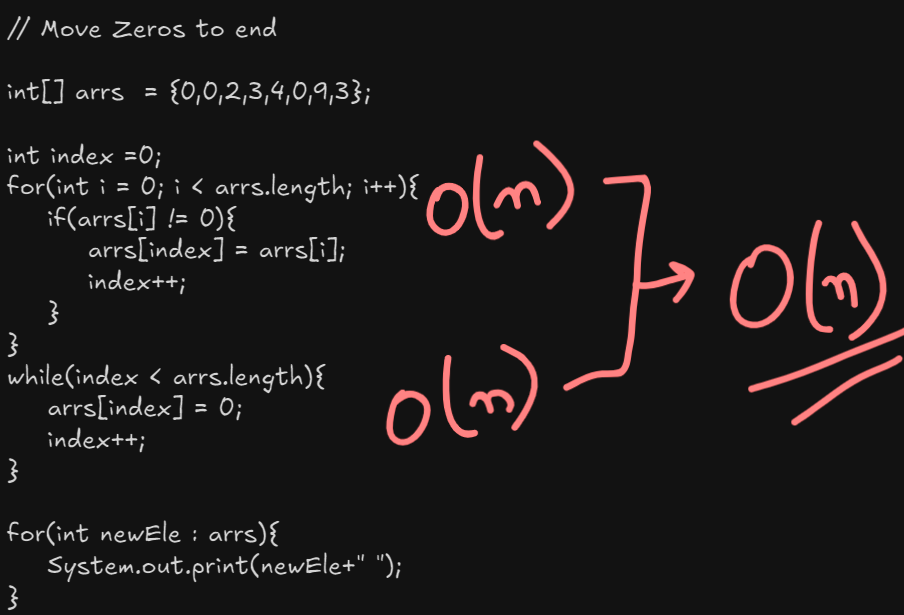 // Move Zeros to end
int[] arrs = {0,0,2,3,4,0,9,3};
int index =0;
for(int i = 0; i < arrs.length; i++){
if(arrs[i] != 0){
arrs[index] = arrs[i];
index++;
}
}
while(index < arrs.length){
arrs[index] = 0;
index++;
}
for(int newEle : arrs){
System.out.print(newEle+" ");
}
O(n)
O(n)
O(n)